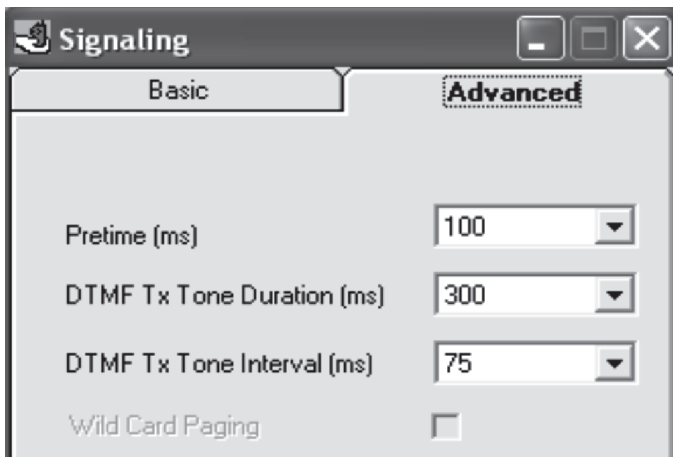 Signaling
Basic Advanced
Pretime (ms) 100
DTMF Tx Tone Duration (ms) 300
DTMF Tx Tone Interval (ms) 75
Wild Card Paging